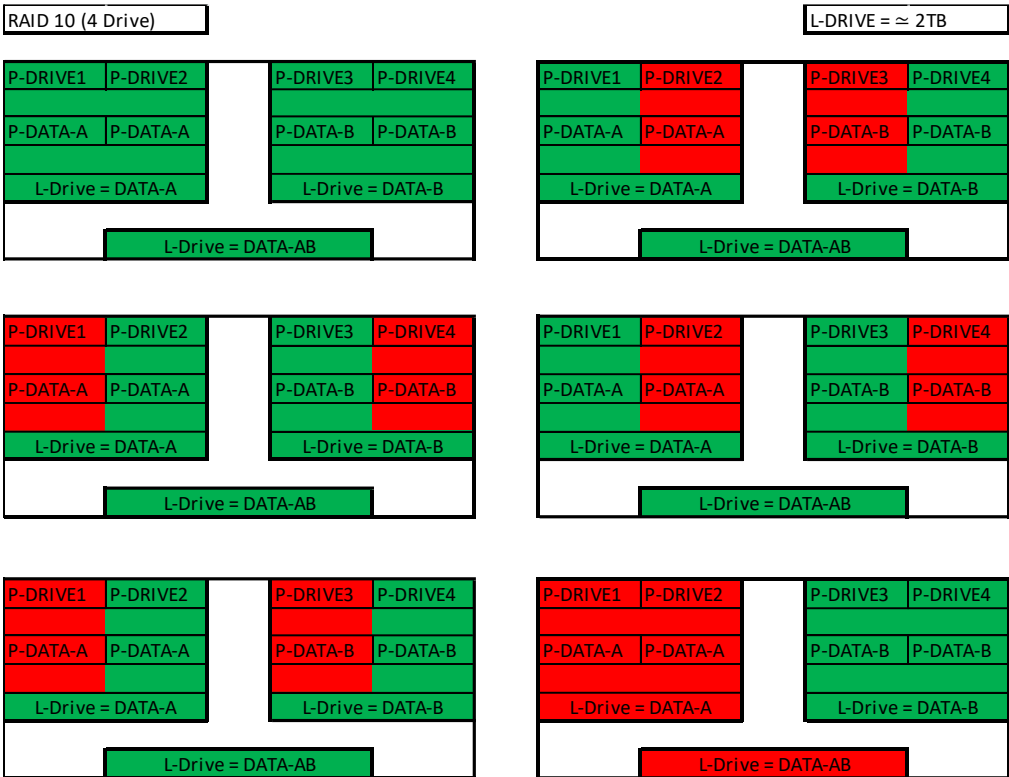 RAID 10 (4 Drive) L-DRIVE = ≃ 2TB
P-DRIVE1 P-DRIVE2 P-DRIVE3 P-DRIVE4 P-DRIVE1 P-DRIVE2 P-DRIVE3 P-DRIVE4
P-DATA-A P-DATA-A P-DATA-B P-DATA-B P-DATA-A P-DATA-A P-DATA-B P-DATA-B
L-Drive = DATA-A L-Drive = DATA-B L-Drive = DATA-A L-Drive = DATA-B
L-Drive = DATA-AB L-Drive = DATA-AB
P-DRIVE1 P-DRIVE2 P-DRIVE3 P-DRIVE4 P-DRIVE1 P-DRIVE2 P-DRIVE3 P-DRIVE4
P-DATA-A P-DATA-A P-DATA-B P-DATA-B P-DATA-A P-DATA-A P-DATA-B P-DATA-B
L-Drive = DATA-A L-Drive = DATA-B L-Drive = DATA-A L-Drive = DATA-B
L-Drive = DATA-AB L-Drive = DATA-AB
P-DRIVE1 P-DRIVE2 P-DRIVE3 P-DRIVE4 P-DRIVE1 P-DRIVE2 P-DRIVE3 P-DRIVE4
P-DATA-A P-DATA-A P-DATA-B P-DATA-B P-DATA-A P-DATA-A P-DATA-B P-DATA-B
L-Drive = DATA-A L-Drive = DATA-B L-Drive = DATA-A L-Drive = DATA-B
L-Drive = DATA-AB L-Drive = DATA-AB